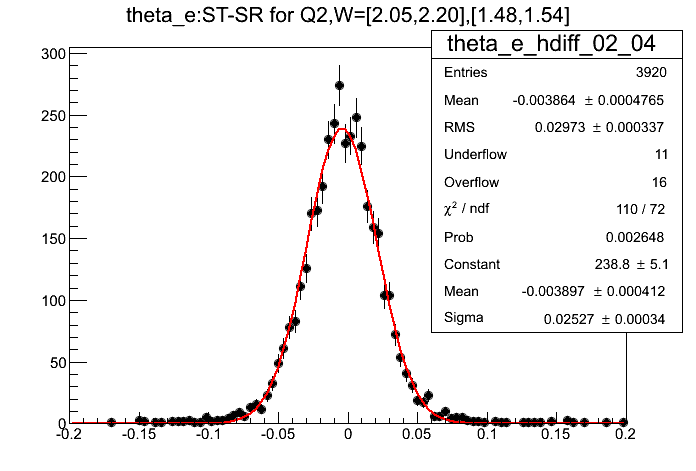 theta_e:ST-SR for Q2,W=[2.05,2.20],[1.48,1.54]
theta_e_hdiff_02_04
Entries 3920
Mean -0.003864 ± 0.0004765
RMS 0.02973 ± 0.000337
Underflow 11
Overflow 16
χ² / ndf 110 / 72
Prob 0.002648
Constant 238.8 ± 5.1
Mean -0.003897 ± 0.000412
Sigma 0.02527 ± 0.00034
300
250
200
150
100
50
0
-0.2 -0.15 -0.1 -0.05 0 0.05 0.1 0.15 0.2